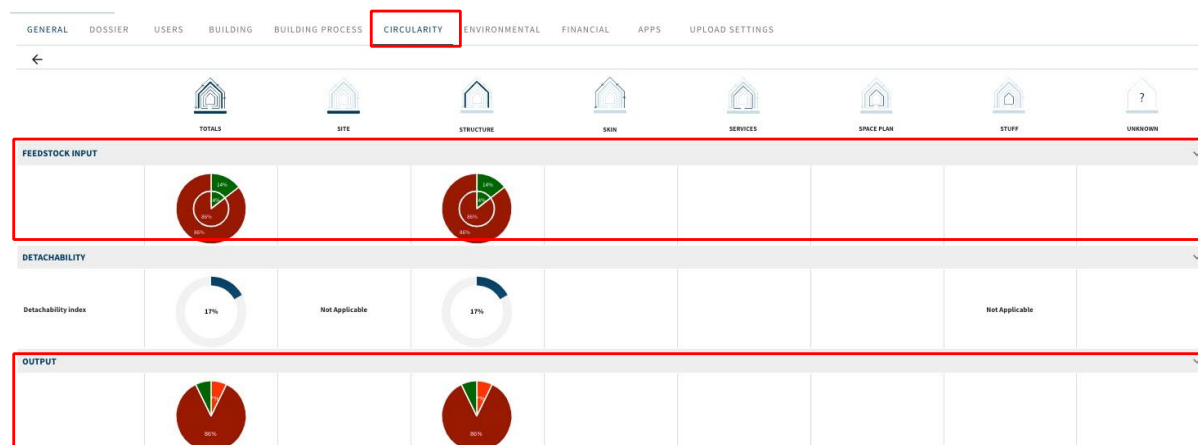 GENERAL DOSSIER USERS BUILDING BUILDING PROCESS CIRCULARITY ENVIRONMENTAL FINANCIAL APPS UPLOAD SETTINGS
?
TOTALS SITE STRUCTURE SKIN SERVICES SPACE PLAN STUFF UNKNOWN
FEEDSTOCK INPUT
14% 14%
86% 86%
86% 86%
DETACHABILITY
Detachability index 17% Not Applicable 17% Not Applicable
OUTPUT
86% 86%